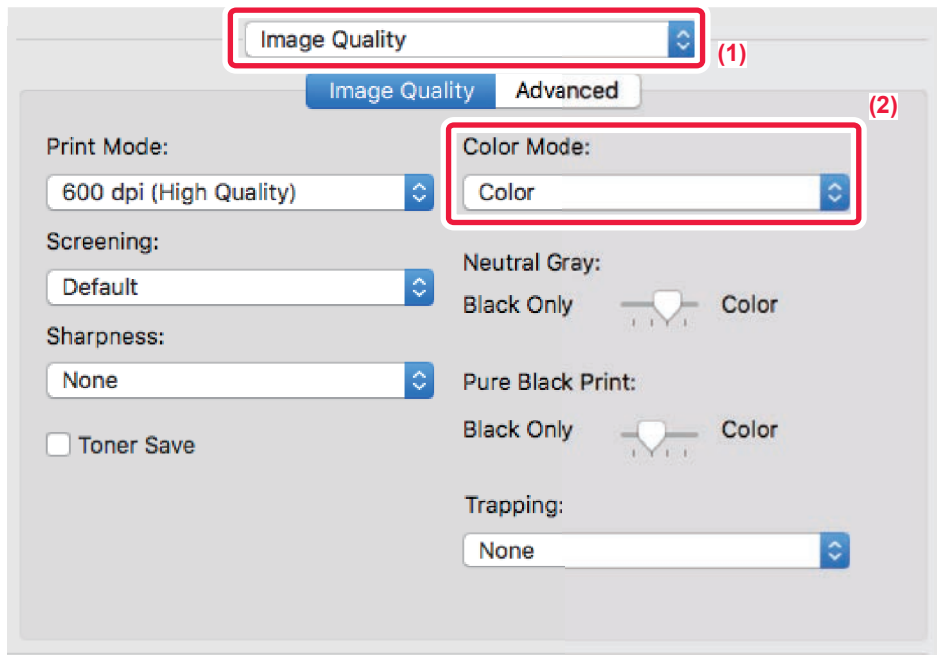 Image Quality
(1)
Image Quality Advanced
(2)
Print Mode:
600 dpi (High Quality)
Screening:
Default
Sharpness:
None
Toner Save
Color Mode:
Color
Neutral Gray:
Black Only Color
Pure Black Print:
Black Only Color
Trapping:
None